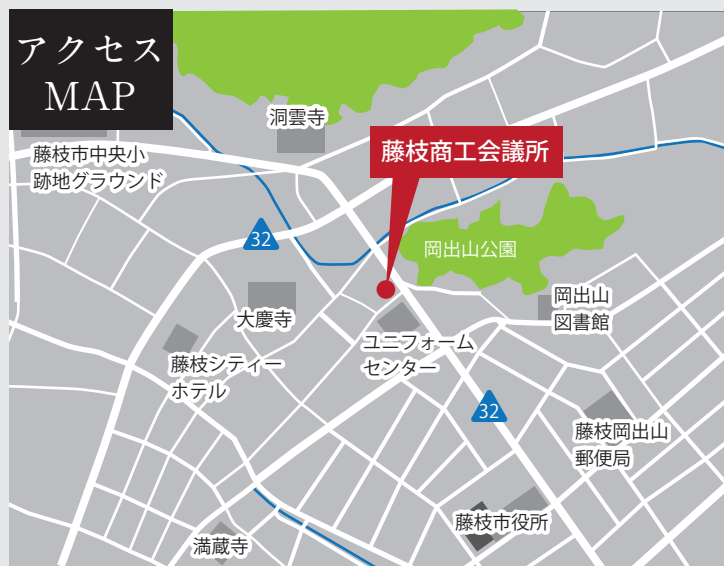 アクセス
MAP
洞雲寺
藤枝市中央小
跡地グラウンド
藤枝商工会議所
32
岡出山公園
大慶寺
岡出山
図書館
ユニフォーム
センター
藤枝シティー
ホテル
32
藤枝岡出山
郵便局
藤枝市役所
満蔵寺